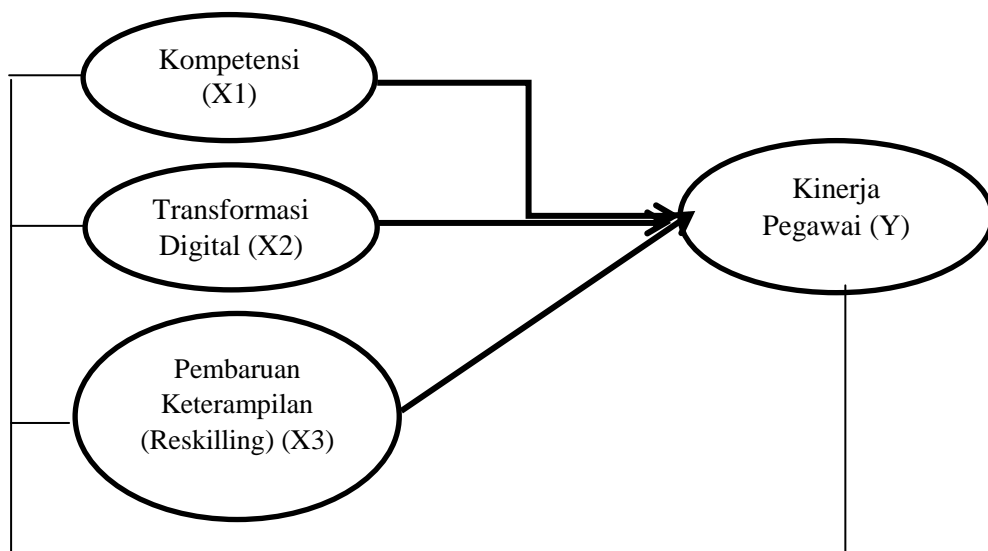 Kompetensi
(X1)
Transformasi
Digital (X2)
Pembaruan
Keterampilan
(Reskilling) (X3)
Kinerja
Pegawai (Y)